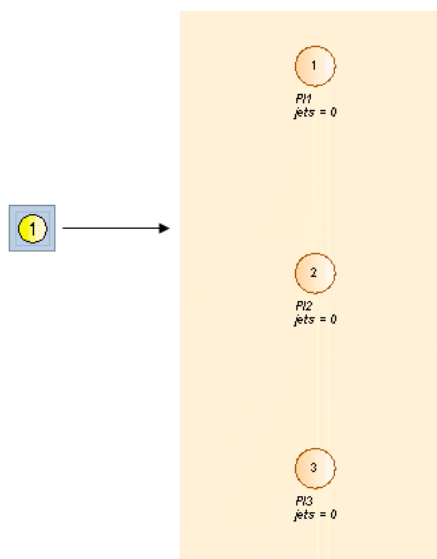 1
PI1
jets = 0
1
2
PI2
jets = 0
3
PI3
jets = 0